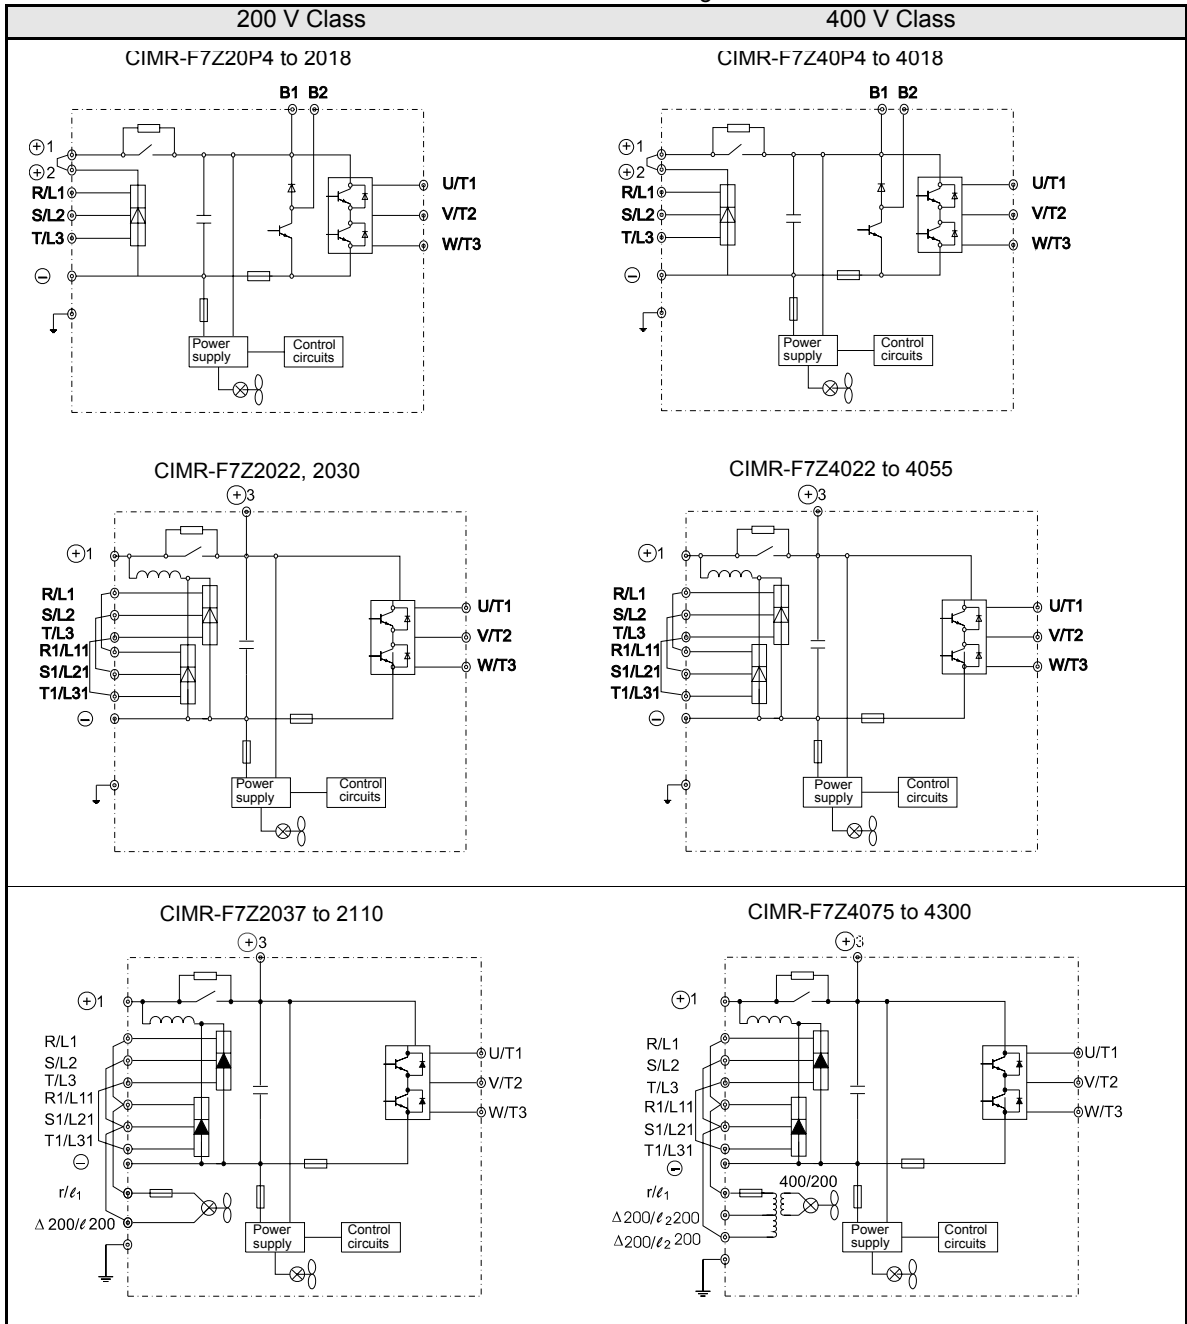 200 V Class
400 V Class
CIMR-F7Z20P4 to 2018
B1 B2
⊕1
⊕2
R/L1
S/L2
T/L3
⊖
U/T1
V/T2
W/T3
Power
supply
Control
circuits
CIMR-F7Z40P4 to 4018
B1 B2
⊕1
⊕2
R/L1
S/L2
T/L3
⊖
U/T1
V/T2
W/T3
Power
supply
Control
circuits
CIMR-F7Z2022, 2030
⊕3
⊕1
R/L1
S/L2
T/L3
R1/L11
S1/L21
T1/L31
⊖
U/T1
V/T2
W/T3
Power
supply
Control
circuits
CIMR-F7Z4022 to 4055
⊕3
⊕1
R/L1
S/L2
T/L3
R1/L11
S1/L21
T1/L31
⊖
U/T1
V/T2
W/T3
Power
supply
Control
circuits
CIMR-F7Z2037 to 2110
⊕3
⊕1
R/L1
S/L2
T/L3
R1/L11
S1/L21
T1/L31
⊖
r/ℓ1
Δ200/ℓ200
U/T1
V/T2
W/T3
Power
supply
Control
circuits
CIMR-F7Z4075 to 4300
⊕3
⊕1
R/L1
S/L2
T/L3
R1/L11
S1/L21
T1/L31
⊖
400/200
r/ℓ1
Δ200/ℓ2200
Δ200/ℓ2 200
U/T1
V/T2
W/T3
Power
supply
Control
circuits